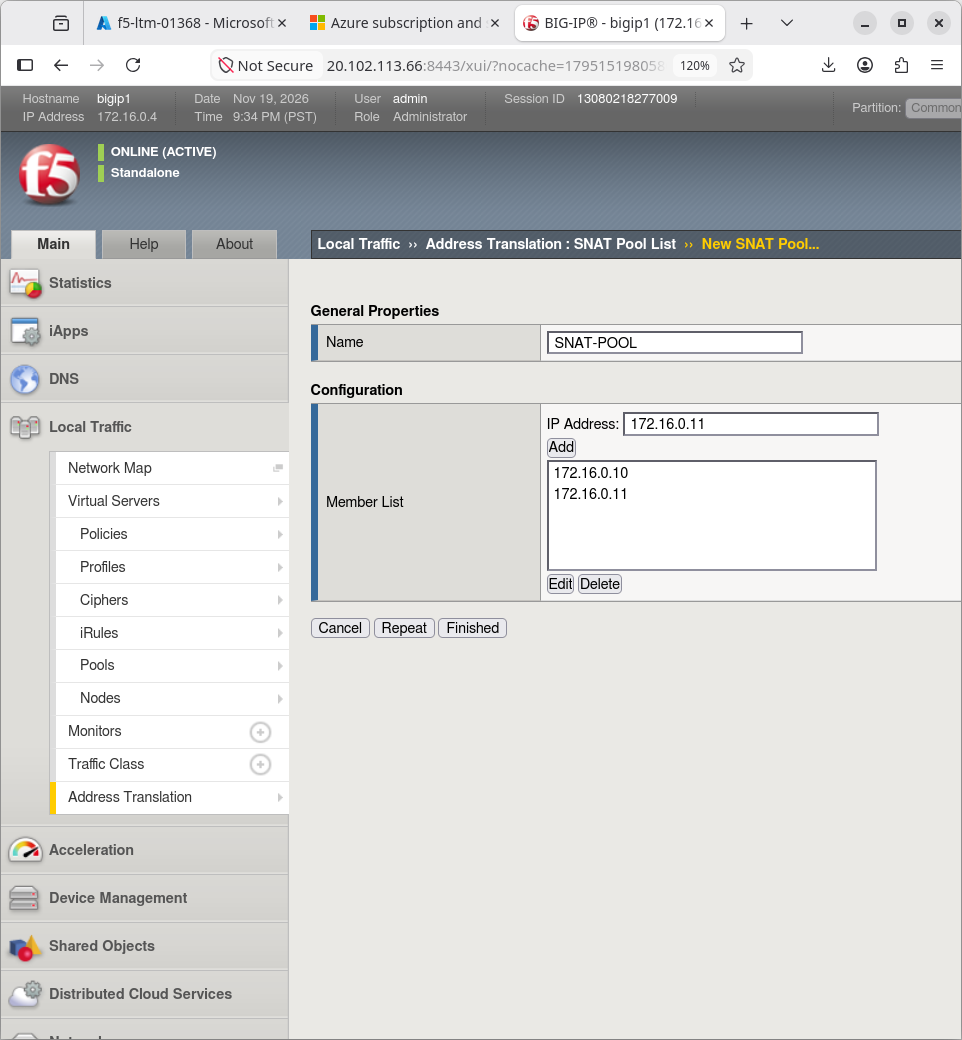 f5-ltm-01368 - Microsoft
Azure subscription and s
BIG-IP® - bigip1 (172.16
Not Secure
20.102.113.66:8443/xui/?nocache=179515198058
120%
Hostname bigip1
IP Address 172.16.0.4
Date Nov 19, 2026
Time 9:34 PM (PST)
User admin
Role Administrator
Session ID 13080218277009
Partition: Common
f5
ONLINE (ACTIVE)
Standalone
Main
Help
About
Local Traffic ›› Address Translation : SNAT Pool List ›› New SNAT Pool...
Statistics
iApps
DNS
Local Traffic
Network Map
Virtual Servers
Policies
Profiles
Ciphers
iRules
Pools
Nodes
Monitors
Traffic Class
Address Translation
Acceleration
Device Management
Shared Objects
Distributed Cloud Services
General Properties
Name
SNAT-POOL
Configuration
Member List
IP Address: 172.16.0.11
Add
172.16.0.10
172.16.0.11
Edit Delete
Cancel Repeat Finished